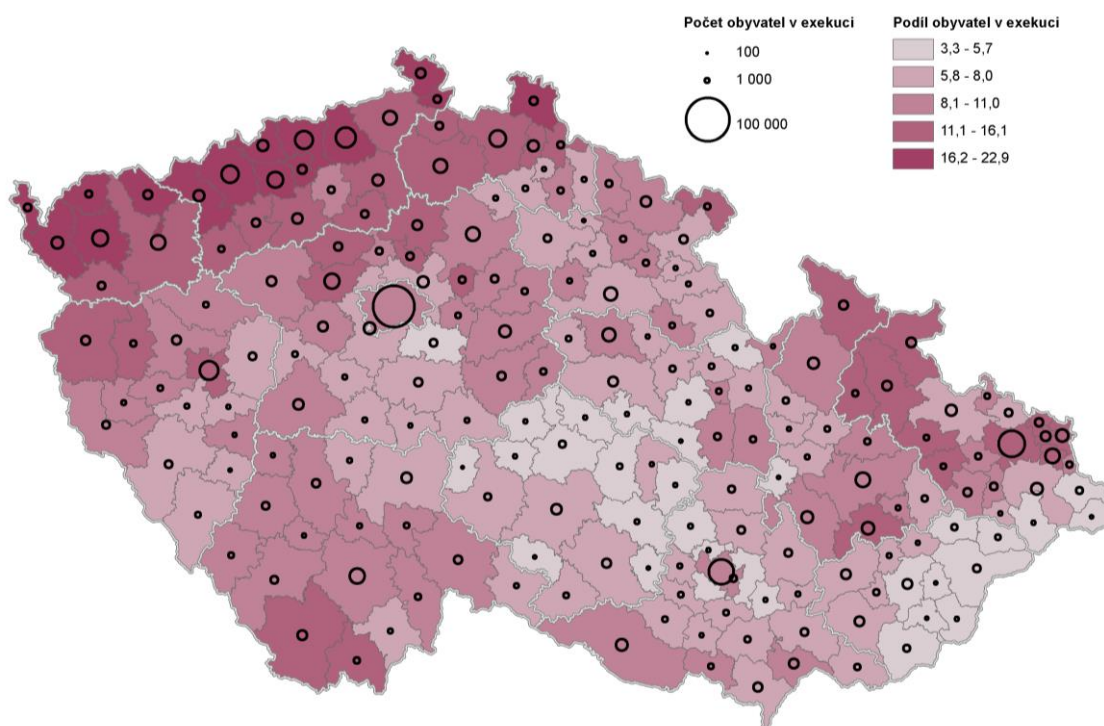 Počet obyvatel v exekuci
100
1 000
100 000
Podíl obyvatel v exekuci
3,3 - 5,7
5,8 - 8,0
8,1 - 11,0
11,1 - 16,1
16,2 - 22,9